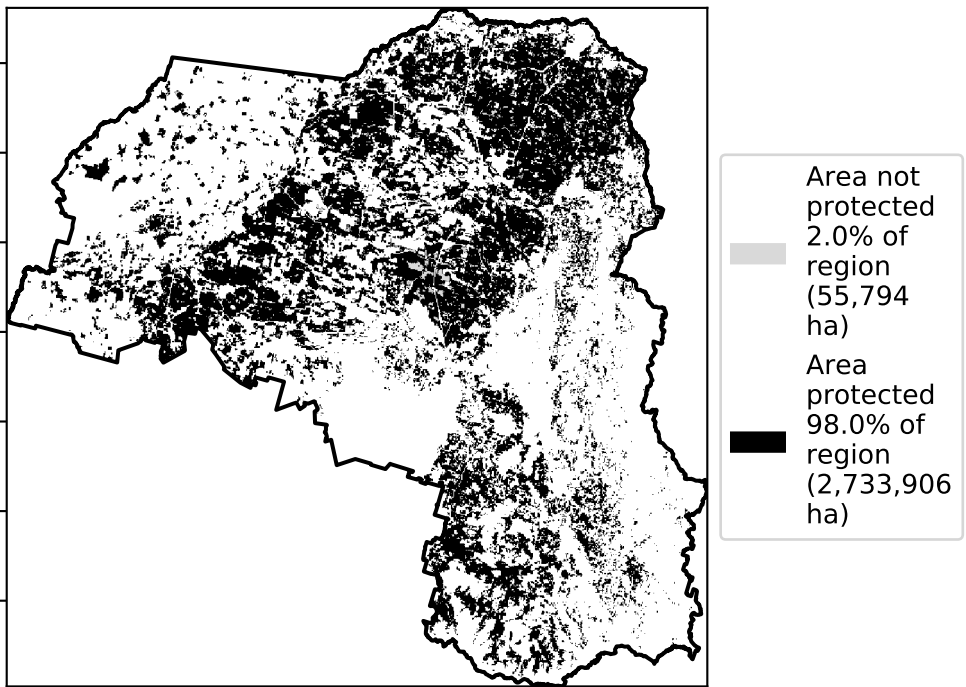 Area not
protected
2.0% of
region
(55,794
ha)
Area
protected
98.0% of
region
(2,733,906
ha)